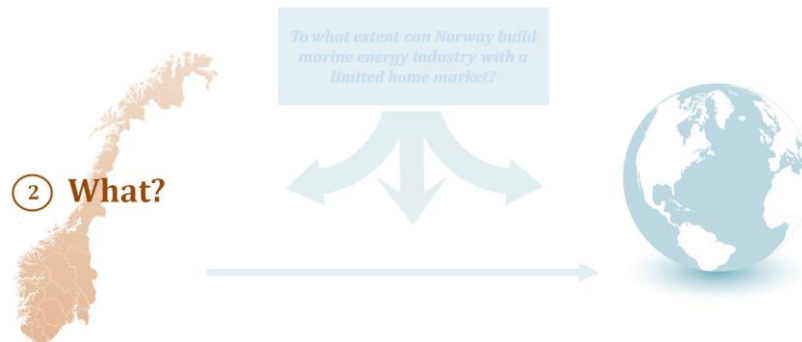 To what extent can Norway build
marine energy industry with a
limited home market?
2 What?